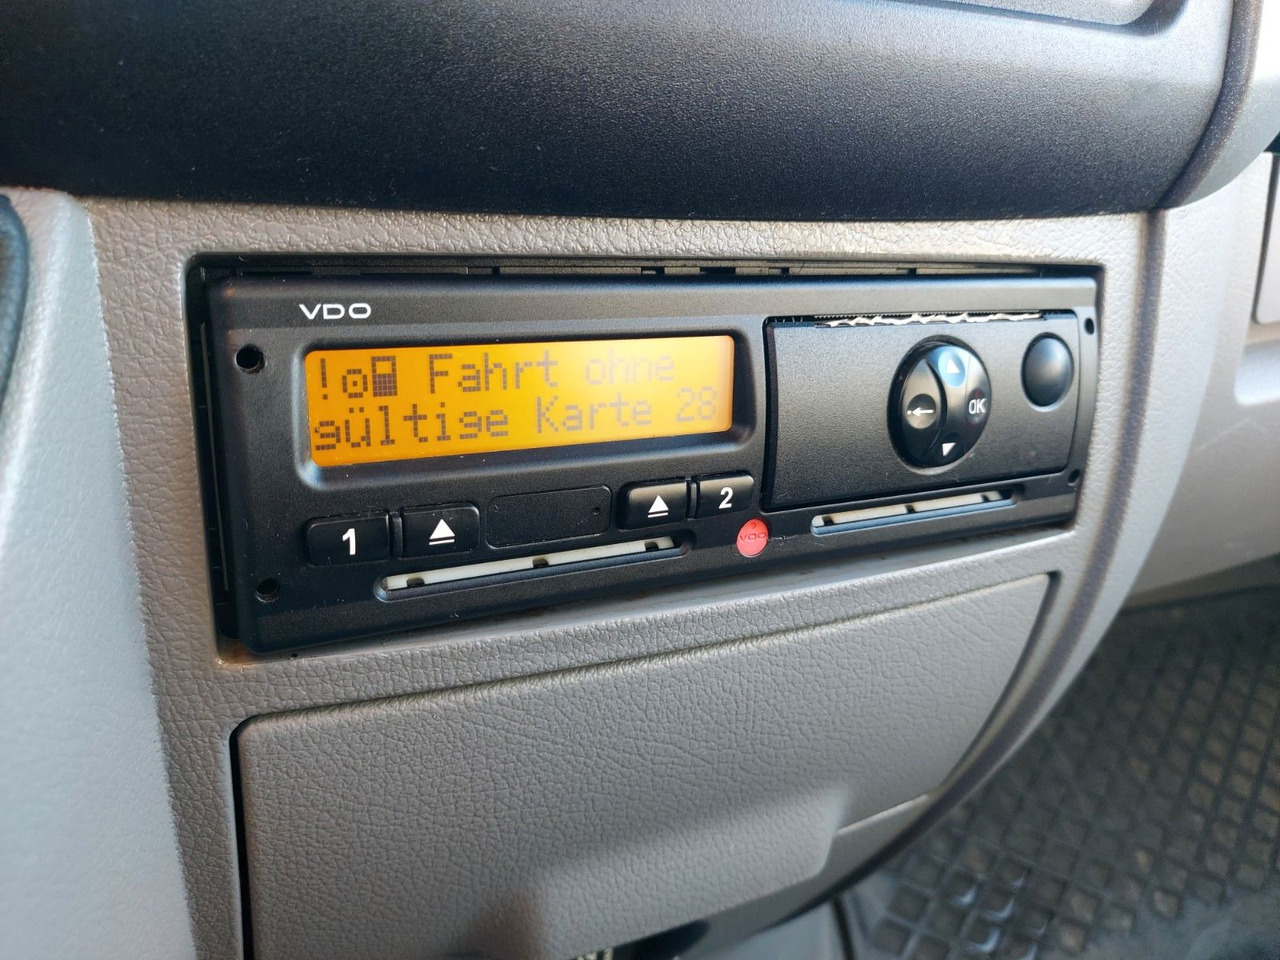 VDO
! Fahrt ohne
gültige Karte 28
1
2
VDO
OK